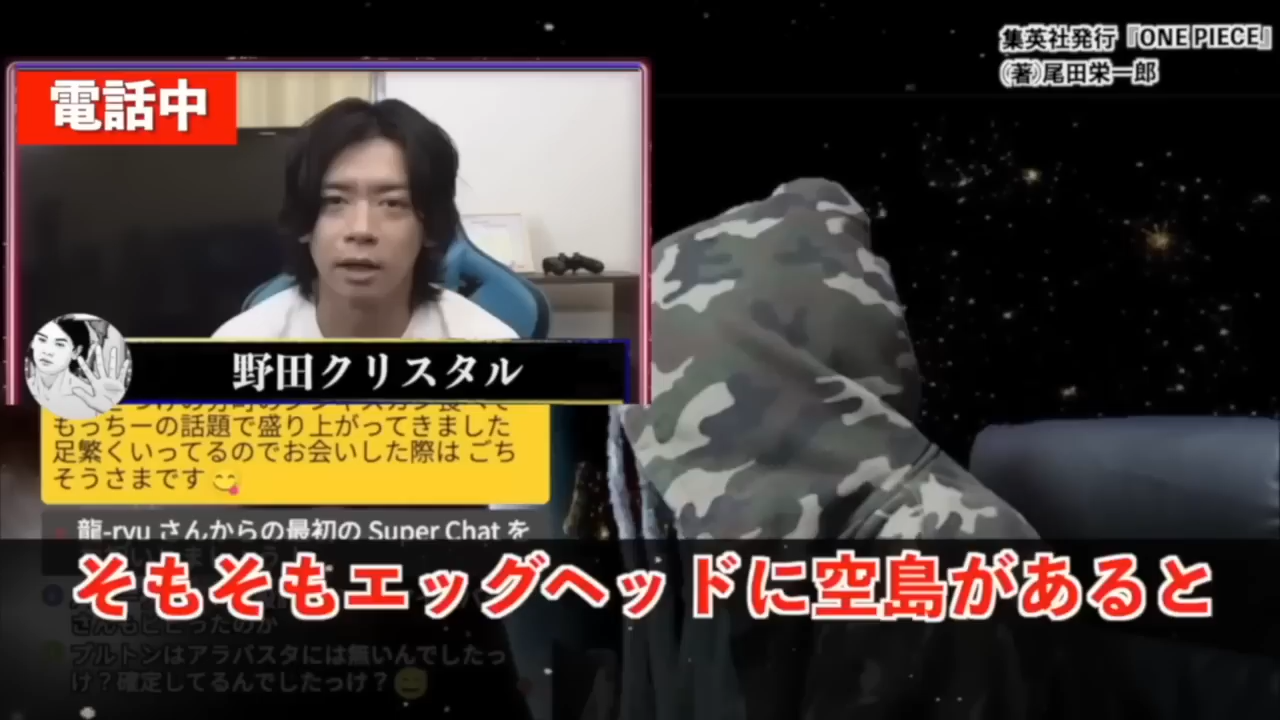 集英社発行『ONE PIECE』
(著)尾田栄一郎
電話中
野田クリスタル
もっちーの話題で盛り上がってきました
足繁くいってるのでお会いした際は ごち
そうさまです😋
龍-ryu さんからの最初の Super Chat を
そもそもエッグヘッドに空島があると
ブルトンはアラバスタには無いんでしたっ
け？確定してるんでしたっけ？😑